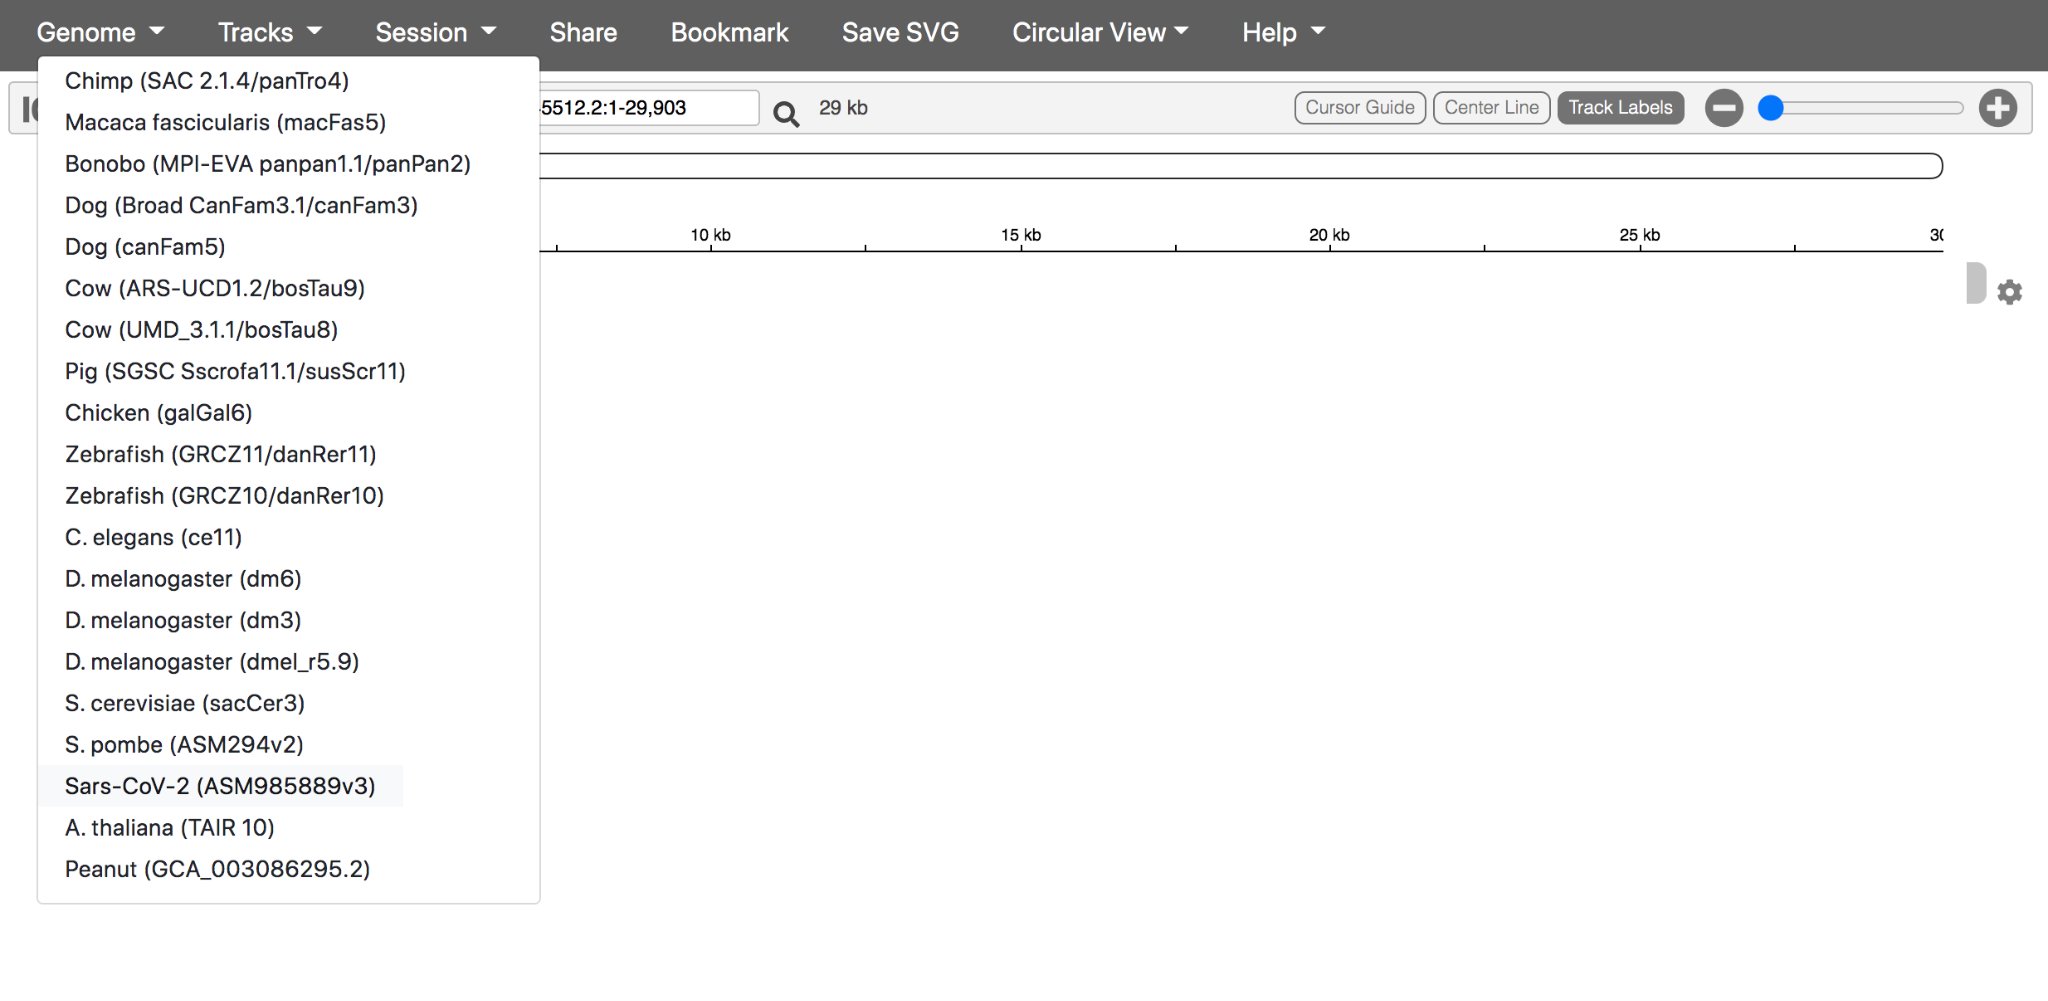 Genome Tracks Session Share Bookmark Save SVG Circular View Help
Chimp (SAC 2.1.4/panTro4)
Macaca fascicularis (macFas5)
Bonobo (MPI-EVA panpan1.1/panPan2)
Dog (Broad CanFam3.1/canFam3)
Dog (canFam5)
Cow (ARS-UCD1.2/bosTau9)
Cow (UMD_3.1.1/bosTau8)
Pig (SGSC Sscrofa11.1/susScr11)
Chicken (galGal6)
Zebrafish (GRCZ11/danRer11)
Zebrafish (GRCZ10/danRer10)
C. elegans (ce11)
D. melanogaster (dm6)
D. melanogaster (dm3)
D. melanogaster (dmel_r5.9)
S. cerevisiae (sacCer3)
S. pombe (ASM294v2)
Sars-CoV-2 (ASM985889v3)
A. thaliana (TAIR 10)
Peanut (GCA_003086295.2)
5512.2:1-29,903 29 kb Cursor Guide Center Line Track Labels
10 kb 15 kb 20 kb 25 kb